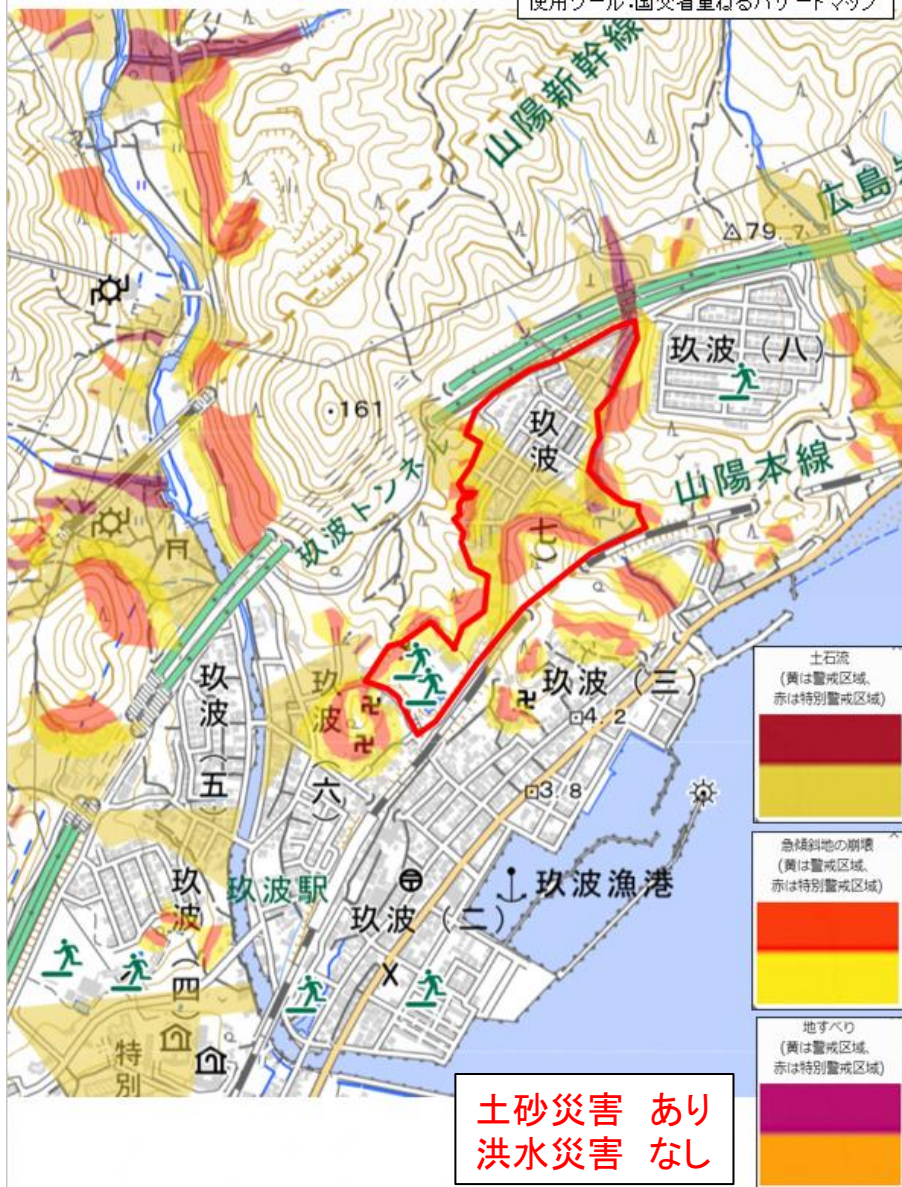 使用ツール:国交省重ねるハザードマップ
山陽新幹線
広島岩
79.7
玖波(八)
161
玖波(七)
山陽本線
玖波トンネル
玖波(三)
4.2
3.8
玖波(五)
玖波(六)
玖波(四)
玖波駅
玖波(二)
玖波漁港
特別
土石流
(黄は警戒区域、
赤は特別警戒区域)
急傾斜地の崩壊
(黄は警戒区域、
赤は特別警戒区域)
地すべり
(黄は警戒区域、
赤は特別警戒区域)
土砂災害 あり
洪水災害 なし